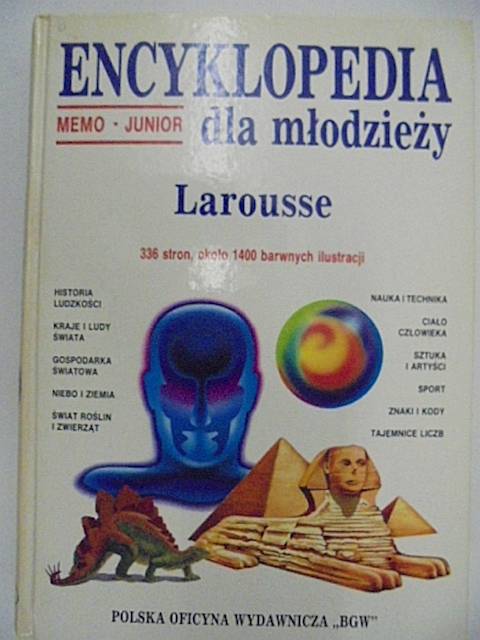 ENCYKLOPEDIA
MEMO · JUNIOR
dla młodzieży
Larousse
336 stron, około 1400 barwnych ilustracji
HISTORIA
LUDZKOŚCI
KRAJE I LUDY
ŚWIATA
GOSPODARKA
ŚWIATOWA
NIEBO I ZIEMIA
ŚWIAT ROŚLIN
I ZWIERZĄT
NAUKA I TECHNIKA
CIAŁO
CZŁOWIEKA
SZTUKA
I ARTYŚCI
SPORT
ZNAKI I KODY
TAJEMNICE LICZB
POLSKA OFICYNA WYDAWNICZA „BGW"